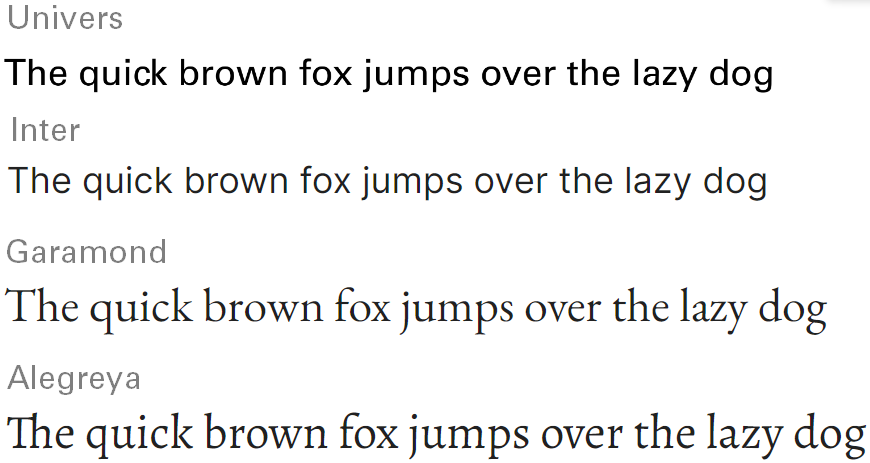 Univers
The quick brown fox jumps over the lazy dog
Inter
The quick brown fox jumps over the lazy dog
Garamond
The quick brown fox jumps over the lazy dog
Alegreya
The quick brown fox jumps over the lazy dog